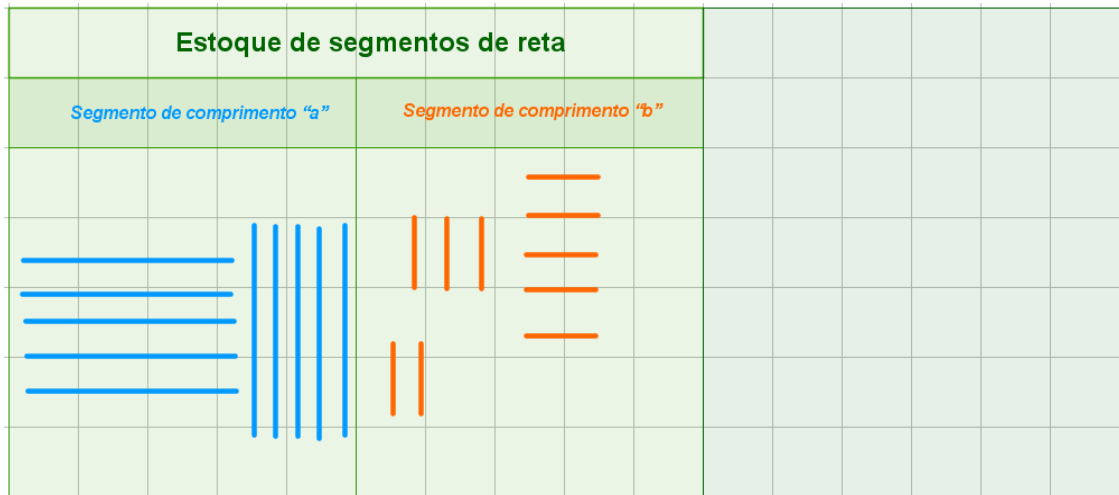 Estoque de segmentos de reta
Segmento de comprimento “a”
Segmento de comprimento “b”